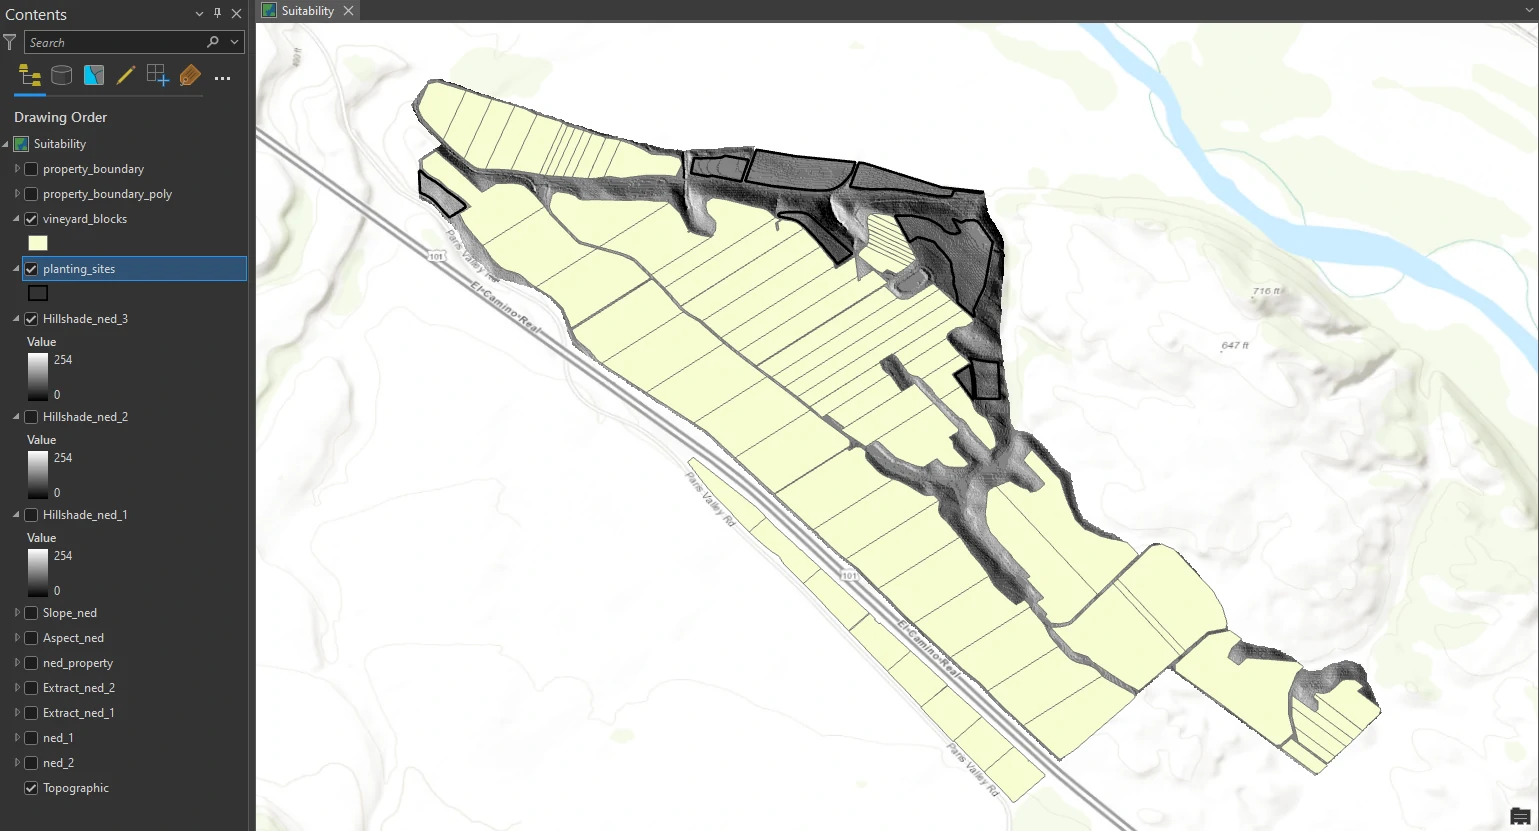 Contents
Search
Drawing Order
Suitability
property_boundary
property_boundary_poly
vineyard_blocks
planting_sites
Hillshade_ned_3
Value
254
0
Hillshade_ned_2
Value
254
0
Hillshade_ned_1
Value
254
0
Slope_ned
Aspect_ned
ned_property
Extract_ned_2
Extract_ned_1
ned_1
ned_2
Topographic
Suitability
101
Paris Valley Rd
El-Camino-Real
716 ft
647 ft
Paris Valley Rd
101
El-Camino-Real
Paris Valley Rd